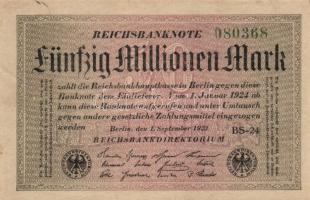 REICHSBANKNOTE
080368
Fünfzig Millionen Mark
zahlt die Reichsbankhauptkasse in Berlin gegen diese
Banknote dem Einlieferer. Vom 1. Januar 1924 ab
kann diese Banknote aufgerufen und unter Umtausch
gegen andere gesetzliche Zahlungsmittel eingezogen
werden
Berlin, den 1. September 1923
BS-24
REICHSBANKDIREKTORIUM